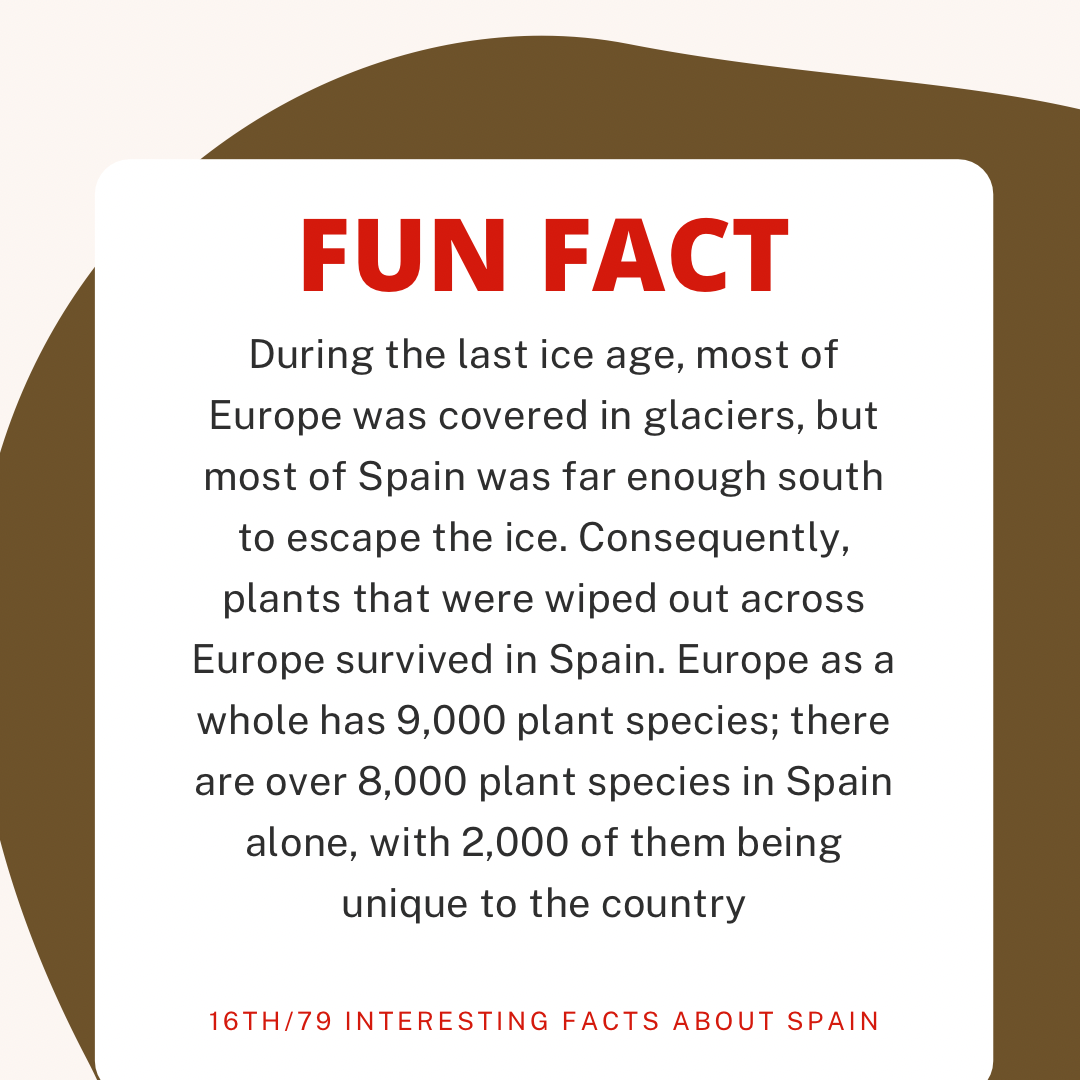 FUN FACT
During the last ice age, most of
Europe was covered in glaciers, but
most of Spain was far enough south
to escape the ice. Consequently,
plants that were wiped out across
Europe survived in Spain. Europe as a
whole has 9,000 plant species; there
are over 8,000 plant species in Spain
alone, with 2,000 of them being
unique to the country
16TH/79 INTERESTING FACTS ABOUT SPAIN